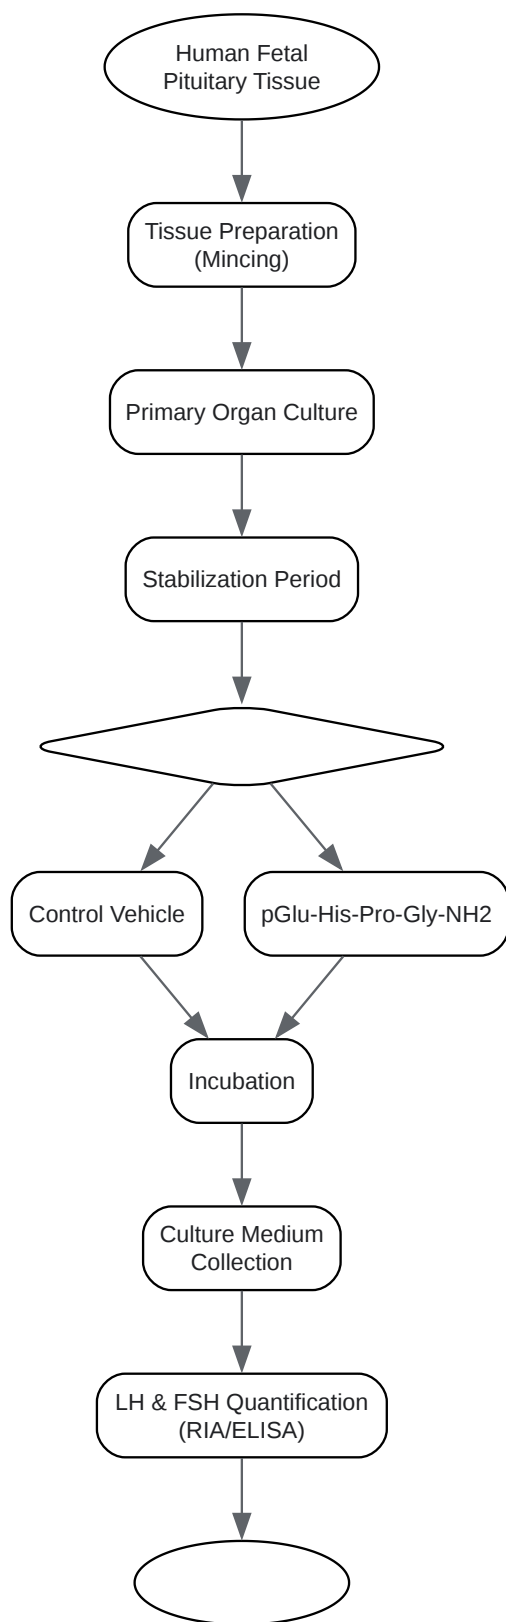 Human Fetal
Pituitary Tissue
Tissue Preparation
(Mincing)
Primary Organ Culture
Stabilization Period
Control Vehicle
pGlu-His-Pro-Gly-NH2
Incubation
Culture Medium
Collection
LH & FSH Quantification
(RIA/ELISA)